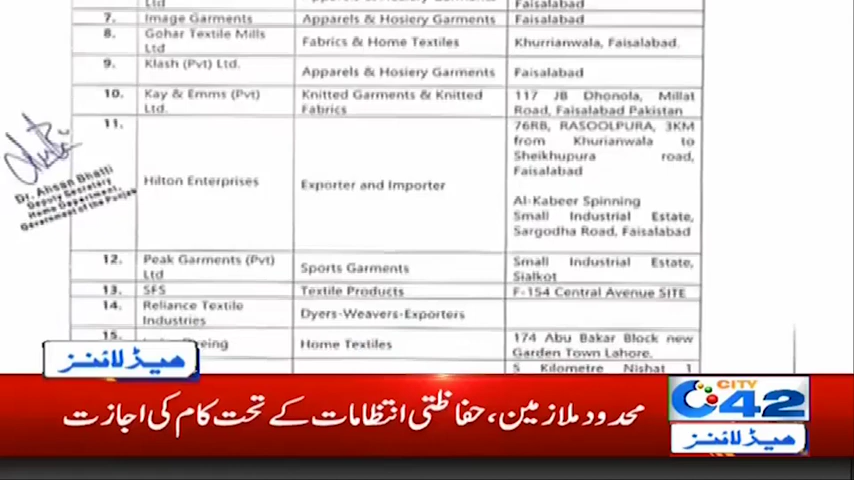 Ltd
Faisalabad
7. Image Garments Apparels & Hosiery Garments Faisalabad
8. Gohar Textile Mills Ltd Fabrics & Home Textiles Khurrianwala, Faisalabad.
9. Klash (Pvt) Ltd. Apparels & Hosiery Garments Faisalabad
10. Kay & Emms (Pvt) Ltd. Knitted Garments & Knitted Fabrics 117 JB Dhonola, Millat Road, Faisalabad Pakistan
11. Hilton Enterprises Exporter and Importer
76RB, RASOOLPURA, 3KM
from Khurianwala to
Sheikhupura road,
Faisalabad
Al-Kabeer Spinning
Small Industrial Estate,
Sargodha Road, Faisalabad
12. Peak Garments (Pvt) Ltd Sports Garments Small Industrial Estate, Sialkot
13. SFS Textile Products F-154 Central Avenue SITE
14. Reliance Textile Industries Dyers-Weavers-Exporters
15. Home Textiles 174 Abu Bakar Block new Garden Town Lahore.
5 Kilometre Nishat
Dr. Ahsan Bhatti
Deputy Secretary
Home Department,
Government of the Punjab
ہیڈلائنز
محدود ملازمین، حفاظتی انتظامات کے تحت کام کی اجازت
CITY
42
ہیڈلائنز